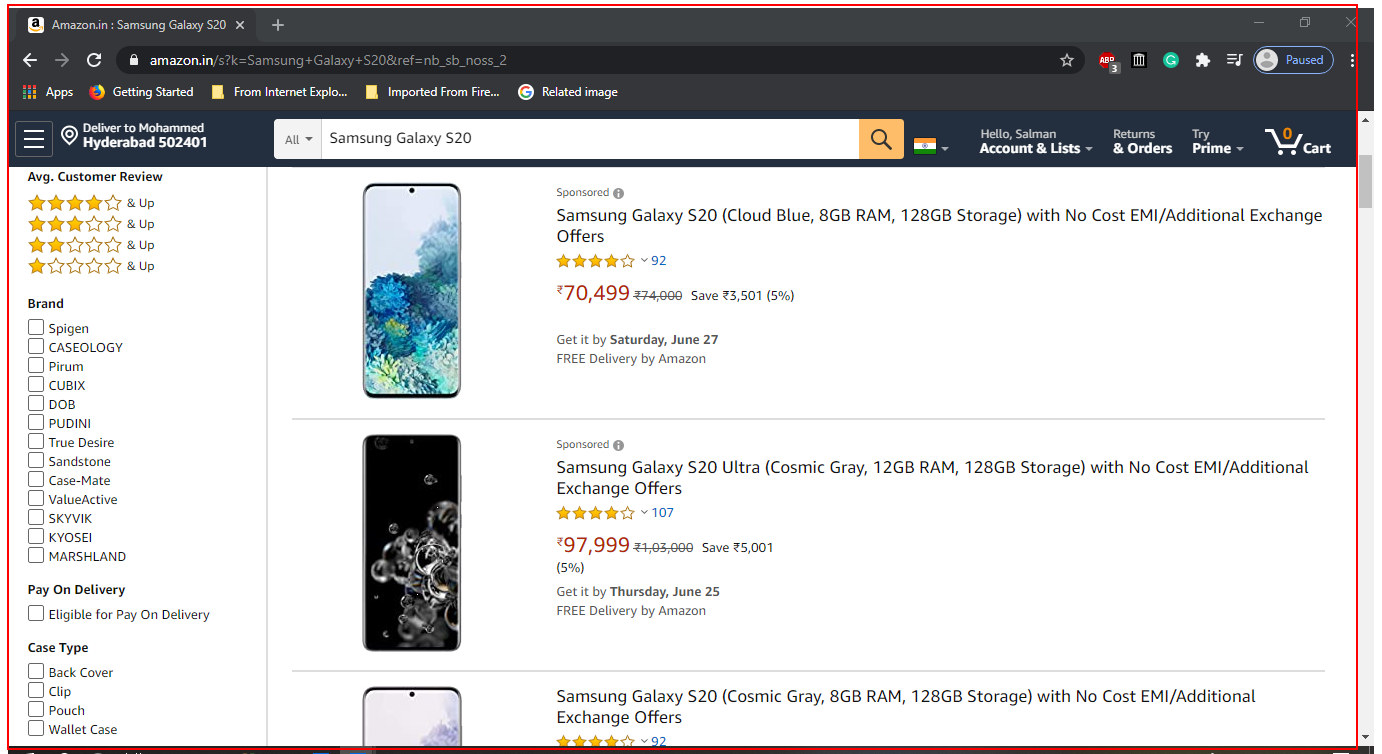 Amazon.in : Samsung Galaxy S20
amazon.in/s?k=Samsung+Galaxy+S20&ref=nb_sb_noss_2
ABP
3
Paused
Apps
Getting Started
From Internet Explo...
Imported From Fire...
Related image
Deliver to Mohammed
Hyderabad 502401
All
Samsung Galaxy S20
Hello, Salman
Account & Lists
Returns
& Orders
Try
Prime
0
Cart
Avg. Customer Review
& Up
& Up
& Up
& Up
Brand
Spigen
CASEOLOGY
Pirum
CUBIX
DOB
PUDINI
True Desire
Sandstone
Case-Mate
ValueActive
SKYVIK
KYOSEI
MARSHLAND
Pay On Delivery
Eligible for Pay On Delivery
Case Type
Back Cover
Clip
Pouch
Wallet Case
Sponsored
Samsung Galaxy S20 (Cloud Blue, 8GB RAM, 128GB Storage) with No Cost EMI/Additional Exchange
Offers
92
₹70,499 ₹74,000 Save ₹3,501 (5%)
Get it by Saturday, June 27
FREE Delivery by Amazon
Sponsored
Samsung Galaxy S20 Ultra (Cosmic Gray, 12GB RAM, 128GB Storage) with No Cost EMI/Additional
Exchange Offers
107
₹97,999 ₹1,03,000 Save ₹5,001
(5%)
Get it by Thursday, June 25
FREE Delivery by Amazon
Samsung Galaxy S20 (Cosmic Gray, 8GB RAM, 128GB Storage) with No Cost EMI/Additional
Exchange Offers
92